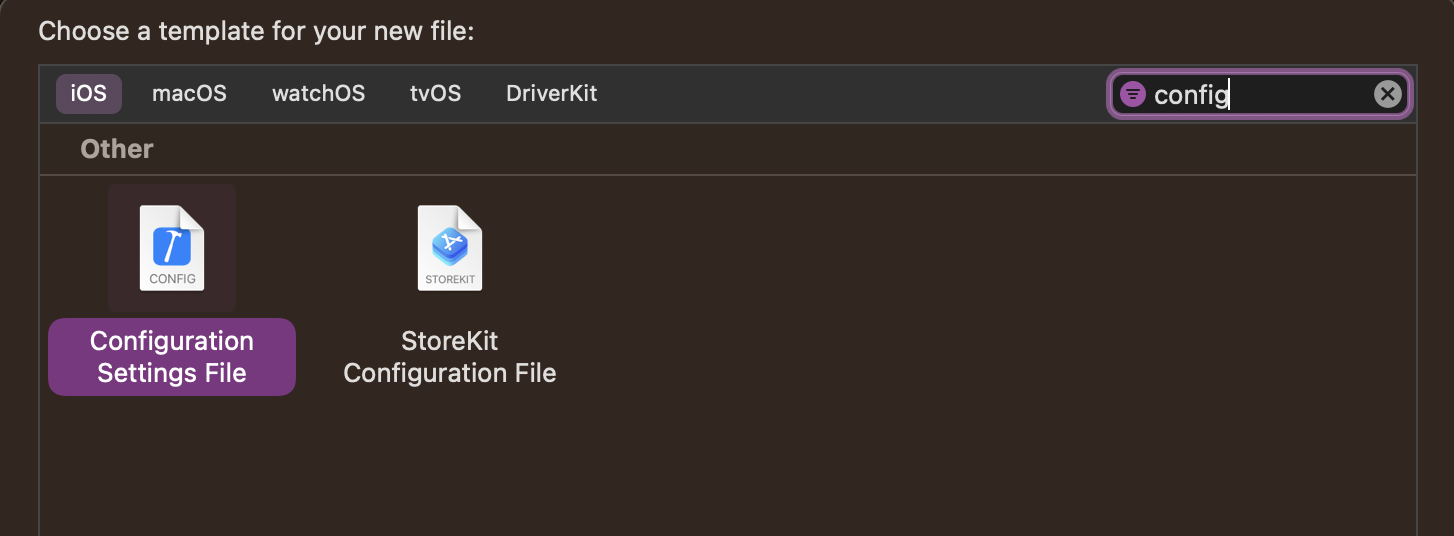 Choose a template for your new file:
iOS macOS watchOS tvOS DriverKit config
Other
CONFIG STOREKIT
Configuration Settings File
StoreKit Configuration File